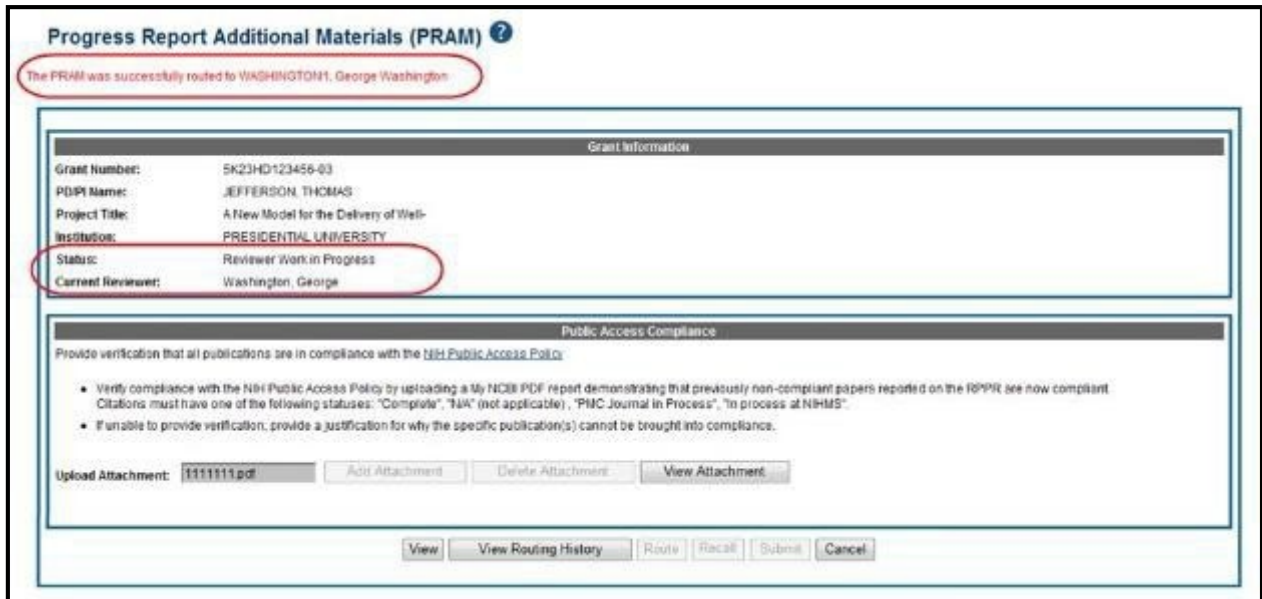 Progress Report Additional Materials (PRAM) ?
The PRAM was successfully routed to WASHINGTON1, George Washington
Grant Information
Grant Number: 5K23HD123456-03
PD/PI Name: JEFFERSON, THOMAS
Project Title: A New Model for the Delivery of Well-
Institution: PRESIDENTIAL UNIVERSITY
Status: Reviewer Work in Progress
Current Reviewer: Washington, George
Public Access Compliance
Provide verification that all publications are in compliance with the NIH Public Access Policy
• Verify compliance with the NIH Public Access Policy by uploading a My NCBI PDF report demonstrating that previously non-compliant papers reported on the RPPR are now compliant
Citations must have one of the following statuses: "Complete", "N/A" (not applicable) , "PMC Journal in Process", "In process at NIHMS".
• If unable to provide verification, provide a justification for why the specific publication(s) cannot be brought into compliance.
Upload Attachment: 1111111.pdf Add Attachment Delete Attachment View Attachment
View View Routing History Route Recall Submit Cancel